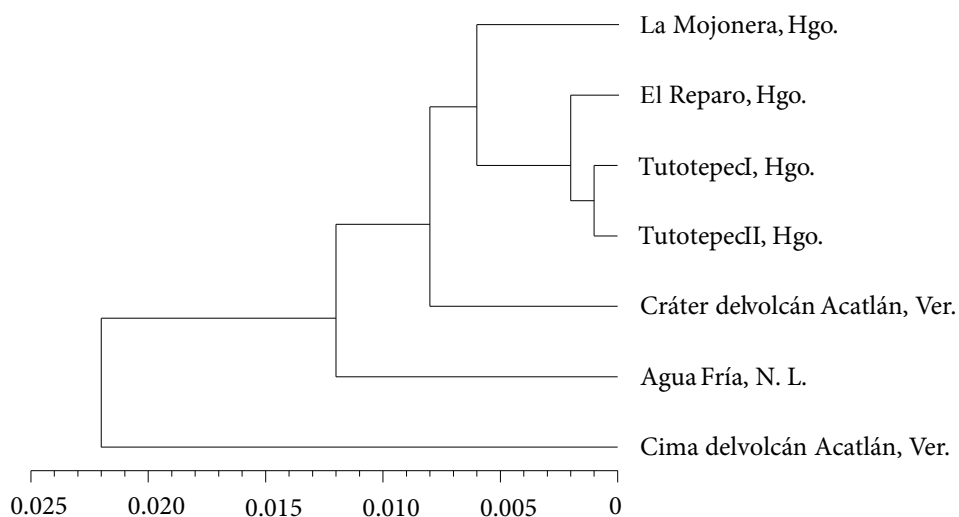 La Mojonera, Hgo.
El Reparo, Hgo.
TutotepecI, Hgo.
TutotepecII, Hgo.
Cráter delvolcán Acatlán, Ver.
Agua Fría, N. L.
Cima delvolcán Acatlán, Ver.
0.025 0.020 0.015 0.010 0.005 0